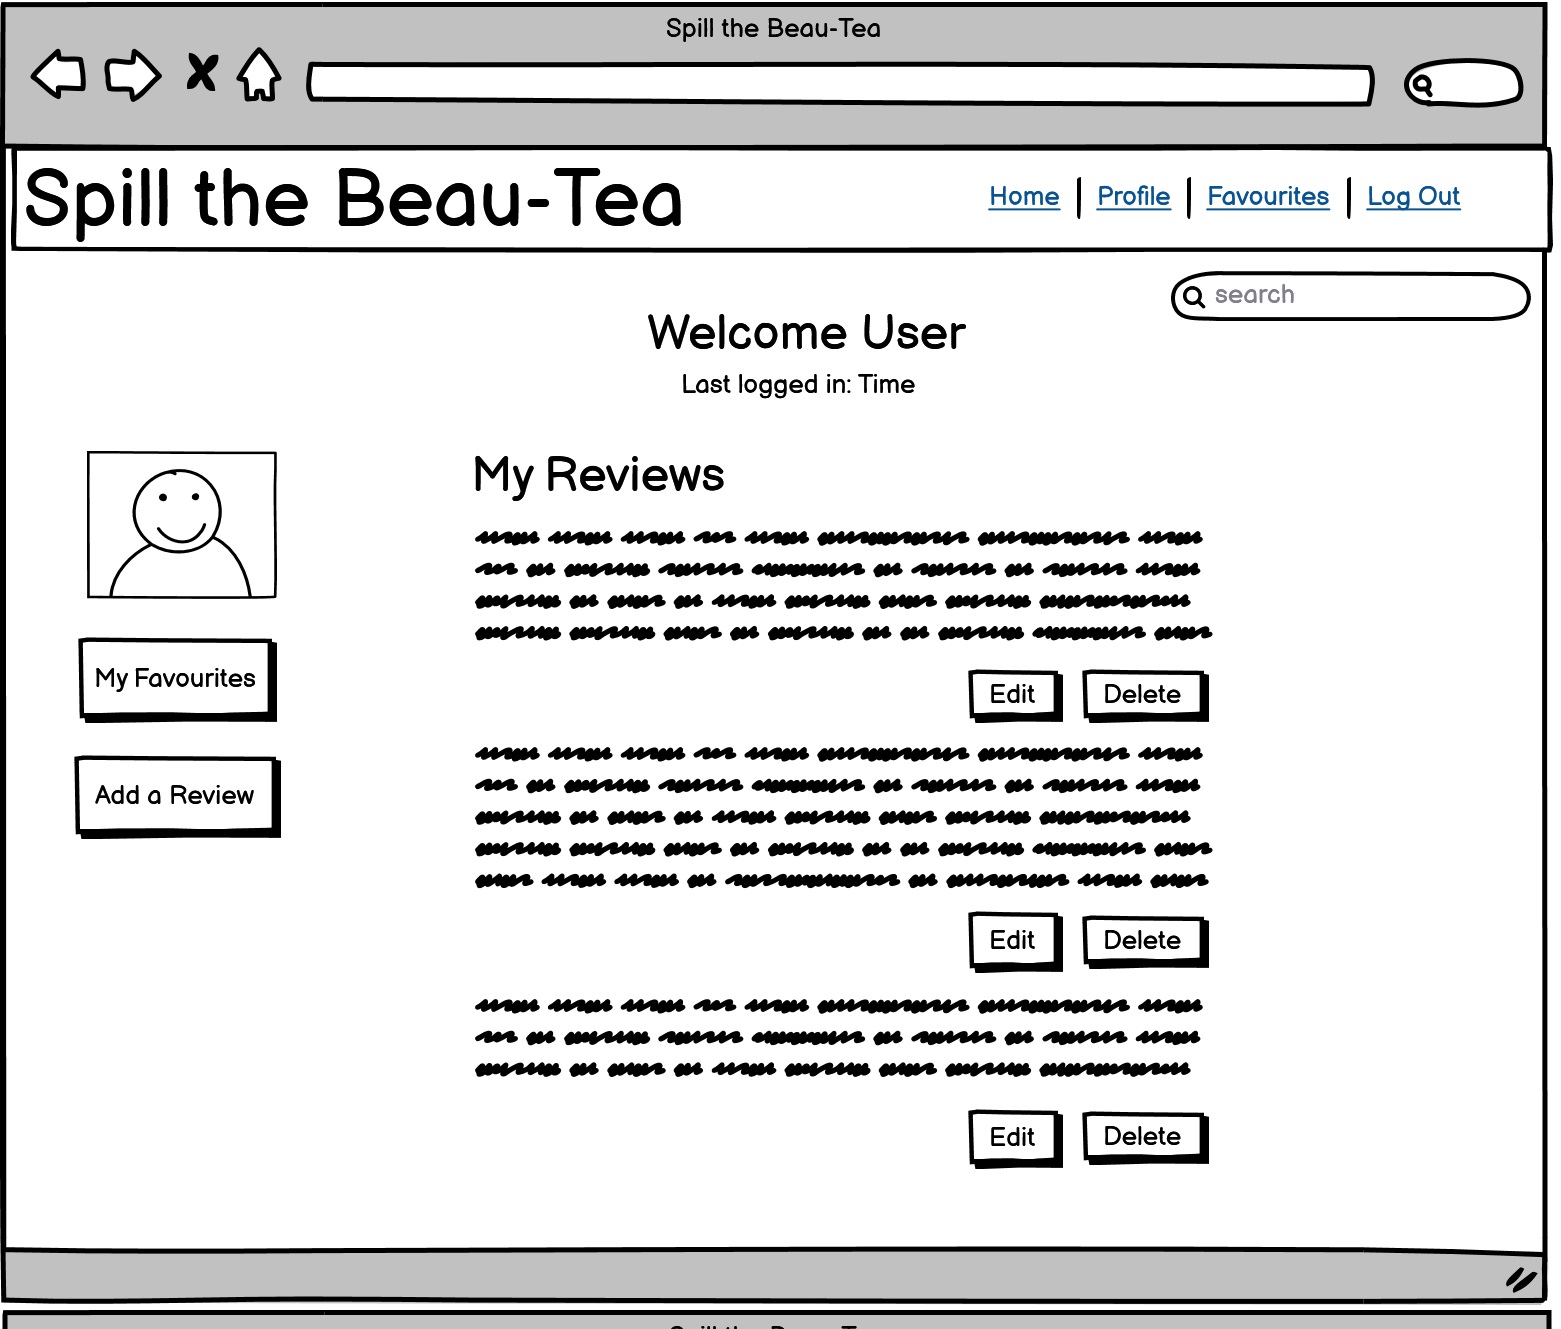 Spill the Beau-Tea
Spill the Beau-Tea
Home
Profile
Favourites
Log Out
search
Welcome User
Last logged in: Time
My Reviews
My Favourites
Add a Review
Edit
Delete
Edit
Delete
Edit
Delete